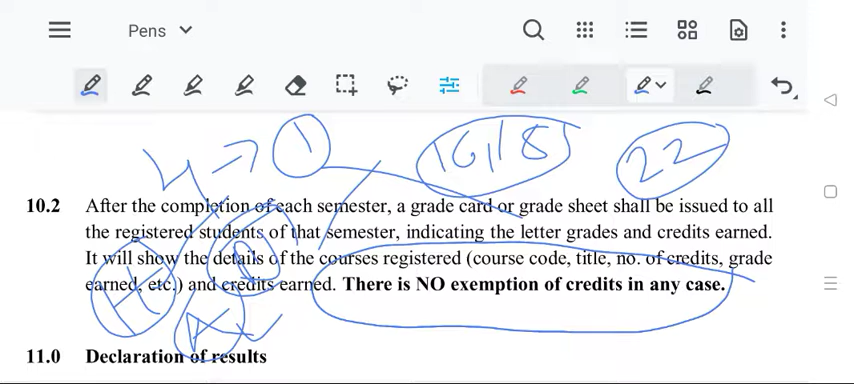 Pens
4 → 1
16, 18
22
10.2 After the completion of each semester, a grade card or grade sheet shall be issued to all
the registered students of that semester, indicating the letter grades and credits earned.
It will show the details of the courses registered (course code, title, no. of credits, grade
earned, etc.) and credits earned. There is NO exemption of credits in any case.
11.0 Declaration of results